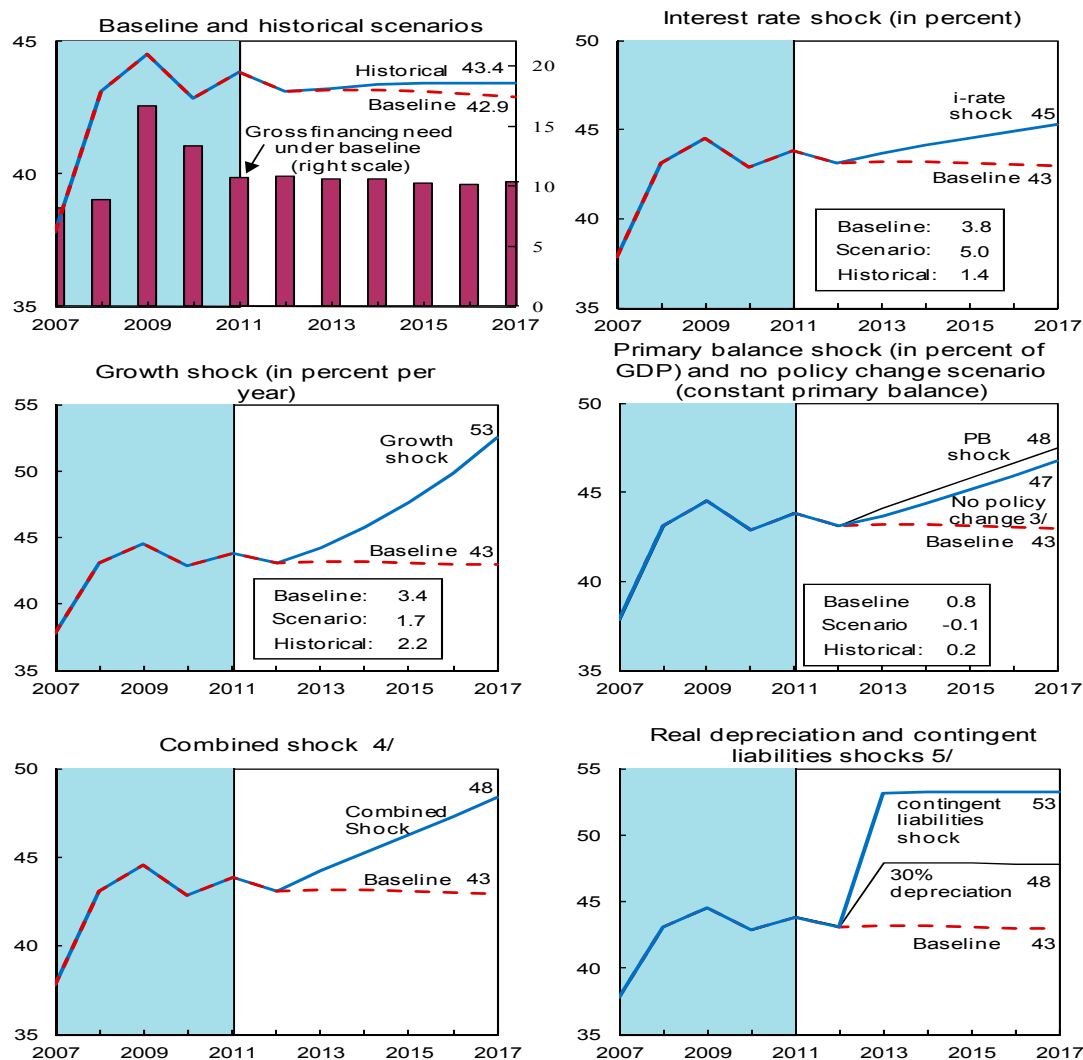 Baseline and historical scenarios
45
40
35
20
15
10
5
0
Historical
43.4
Baseline
42.9
Gross financing need
under baseline
(right scale)
2007 2009 2011 2013 2015 2017
Interest rate shock (in percent)
50
45
40
35
i-rate
shock
45
Baseline 43
Baseline: 3.8
Scenario: 5.0
Historical: 1.4
2007 2009 2011 2013 2015 2017
Growth shock (in percent per
year)
55
50
45
40
35
53
Growth
shock
Baseline 43
Baseline: 3.4
Scenario: 1.7
Historical: 2.2
2007 2009 2011 2013 2015 2017
Primary balance shock (in percent of
GDP) and no policy change scenario
(constant primary balance)
50
45
40
35
PB
shock
48
47
No policy
change 3/
Baseline 43
Baseline 0.8
Scenario -0.1
Historical: 0.2
2007 2009 2011 2013 2015 2017
Combined shock 4/
50
45
40
35
48
Combined
Shock
Baseline 43
2007 2009 2011 2013 2015 2017
Real depreciation and contingent
liabilities shocks 5/
55
50
45
40
35
contingent
liabilities
shock
53
30%
depreciation
48
Baseline 43
2007 2009 2011 2013 2015 2017